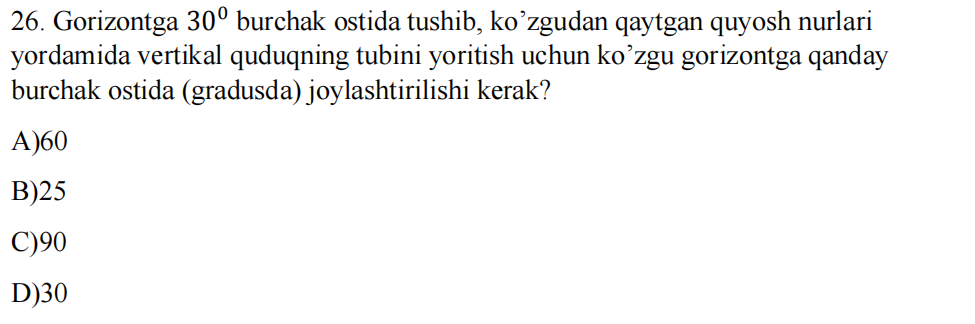 26. Gorizontga 30⁰ burchak ostida tushib, ko’zgudan qaytgan quyosh nurlari
yordamida vertikal quduqning tubini yoritish uchun ko’zgu gorizontga qanday
burchak ostida (gradusda) joylashtirilishi kerak?
A)60
B)25
C)90
D)30